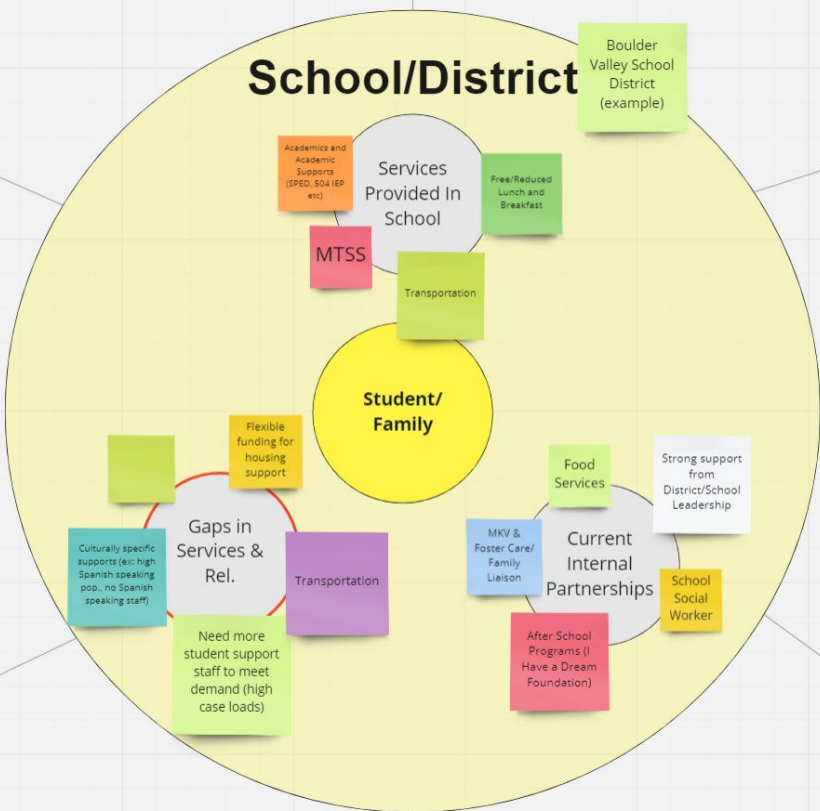 School/District
Boulder
Valley School
District
(example)
Academics and
Academic
Supports
(SPED, 504 IEP
etc)
Services
Provided In
School
Free/Reduced
Lunch and
Breakfast
MTSS
Transportation
Student/
Family
Flexible
funding for
housing
support
Gaps in
Services &
Rel.
Culturally specific
supports (ex: high
Spanish speaking
pop., no Spanish
speaking staff)
Transportation
Need more
student support
staff to meet
demand (high
case loads)
Food
Services
Strong support
from
District/School
Leadership
MKV &
Foster Care/
Family
Liaison
Current
Internal
Partnerships
School
Social
Worker
After School
Programs (I
Have a Dream
Foundation)